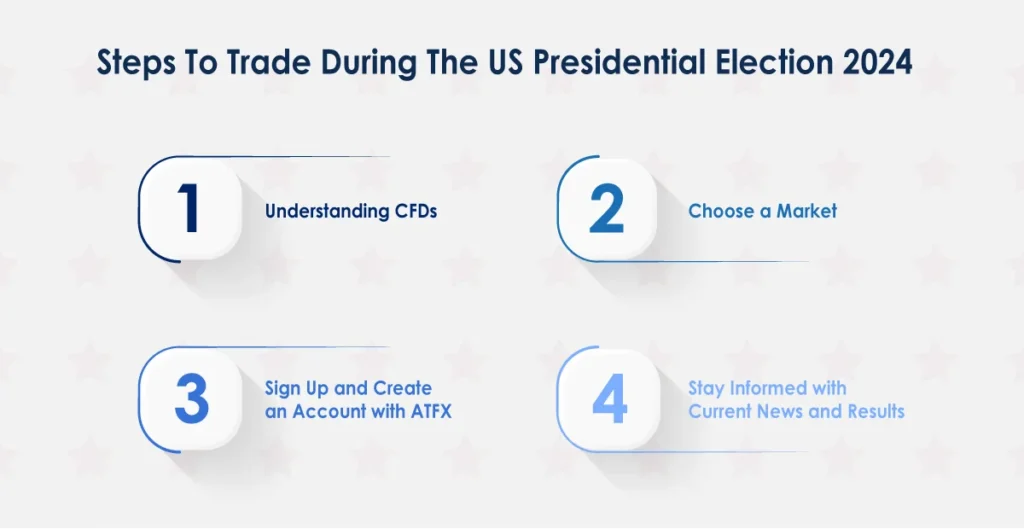 Steps To Trade During The US Presidential Election 2024
1
Understanding CFDs
2
Choose a Market
3
Sign Up and Create
an Account with ATFX
4
Stay Informed with
Current News and Results